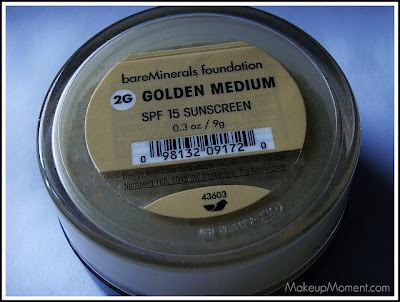 bareMinerals foundation
2G GOLDEN MEDIUM
SPF 15 SUNSCREEN
0.3 oz / 9g
0 98132 09172 0
43603
MakeupMoment.com